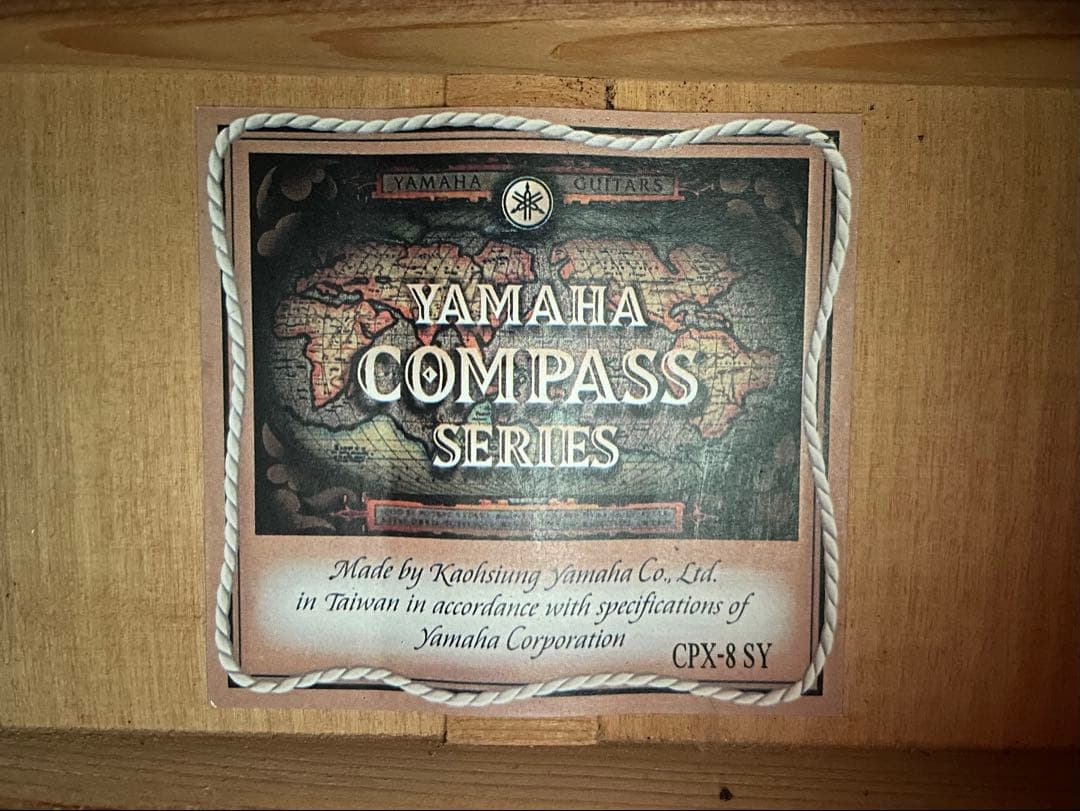 YAMAHA GUITARS
YAMAHA
COMPASS
SERIES
Made by Kaohsiung Yamaha Co., Ltd.
in Taiwan in accordance with specifications of
Yamaha Corporation
CPX-8 SY